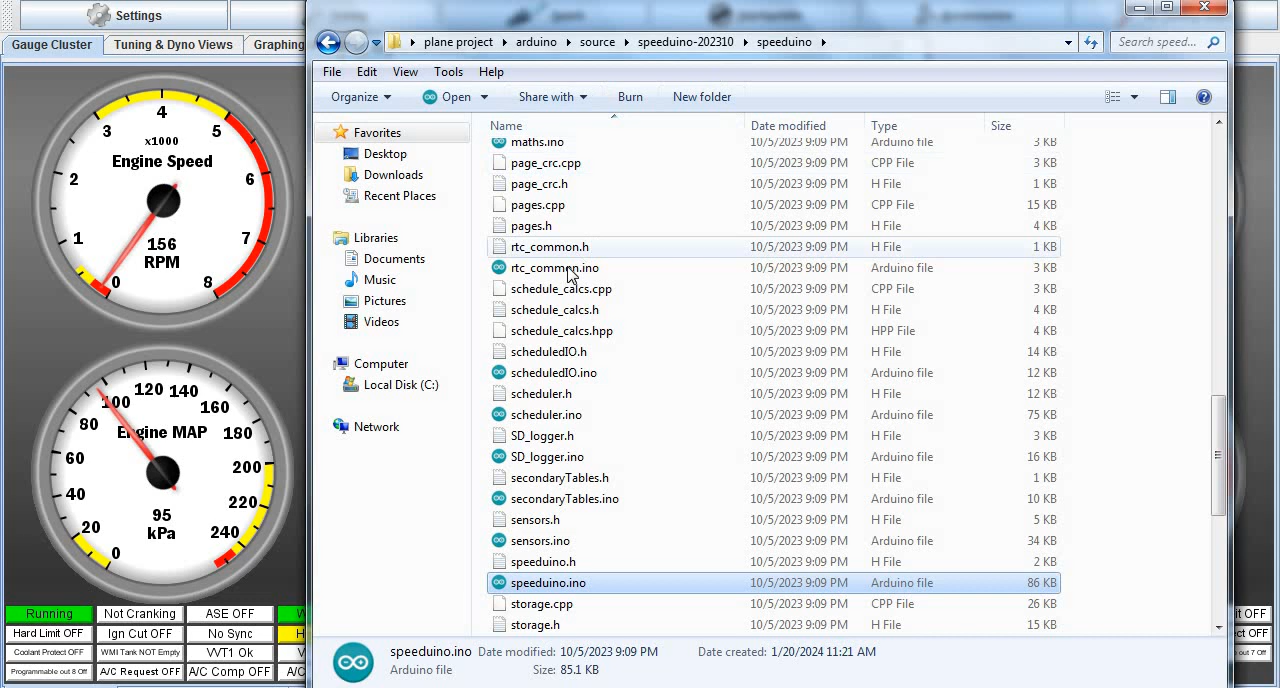 Settings
Gauge Cluster
Tuning & Dyno Views
Graphing
4
3
5
x1000
Engine Speed
2
6
1
156
RPM
7
0
8
120
140
100
160
80
Engine MAP
180
60
200
40
220
95
kPa
20
240
0
Running
Not Cranking
ASE OFF
W
Hard Limit OFF
Ign Cut OFF
No Sync
H
Coolant Protect OFF
WMI Tank NOT Empty
VVT1 Ok
V
Programmable out 8 Off
A/C Request OFF
A/C Comp OFF
A/C
plane project
arduino
source
speeduino-202310
speeduino
Search speed...
File Edit View Tools Help
Organize
Open
Share with
Burn
New folder
Favorites
Desktop
Downloads
Recent Places
Libraries
Documents
Music
Pictures
Videos
Computer
Local Disk (C:)
Network
Name Date modified Type Size
maths.ino 10/5/2023 9:09 PM Arduino file 3 KB
page_crc.cpp 10/5/2023 9:09 PM CPP File 3 KB
page_crc.h 10/5/2023 9:09 PM H File 1 KB
pages.cpp 10/5/2023 9:09 PM CPP File 15 KB
pages.h 10/5/2023 9:09 PM H File 4 KB
rtc_common.h 10/5/2023 9:09 PM H File 1 KB
rtc_common.ino 10/5/2023 9:09 PM Arduino file 3 KB
schedule_calcs.cpp 10/5/2023 9:09 PM CPP File 3 KB
schedule_calcs.h 10/5/2023 9:09 PM H File 4 KB
schedule_calcs.hpp 10/5/2023 9:09 PM HPP File 4 KB
scheduledIO.h 10/5/2023 9:09 PM H File 14 KB
scheduledIO.ino 10/5/2023 9:09 PM Arduino file 12 KB
scheduler.h 10/5/2023 9:09 PM H File 12 KB
scheduler.ino 10/5/2023 9:09 PM Arduino file 75 KB
SD_logger.h 10/5/2023 9:09 PM H File 3 KB
SD_logger.ino 10/5/2023 9:09 PM Arduino file 16 KB
secondaryTables.h 10/5/2023 9:09 PM H File 1 KB
secondaryTables.ino 10/5/2023 9:09 PM Arduino file 10 KB
sensors.h 10/5/2023 9:09 PM H File 5 KB
sensors.ino 10/5/2023 9:09 PM Arduino file 34 KB
speeduino.h 10/5/2023 9:09 PM H File 2 KB
speeduino.ino 10/5/2023 9:09 PM Arduino file 86 KB
storage.cpp 10/5/2023 9:09 PM CPP File 26 KB
storage.h 10/5/2023 9:09 PM H File 15 KB
speeduino.ino Date modified: 10/5/2023 9:09 PM Date created: 1/20/2024 11:21 AM
Arduino file Size: 85.1 KB
it OFF
ect OFF
out 7 Off